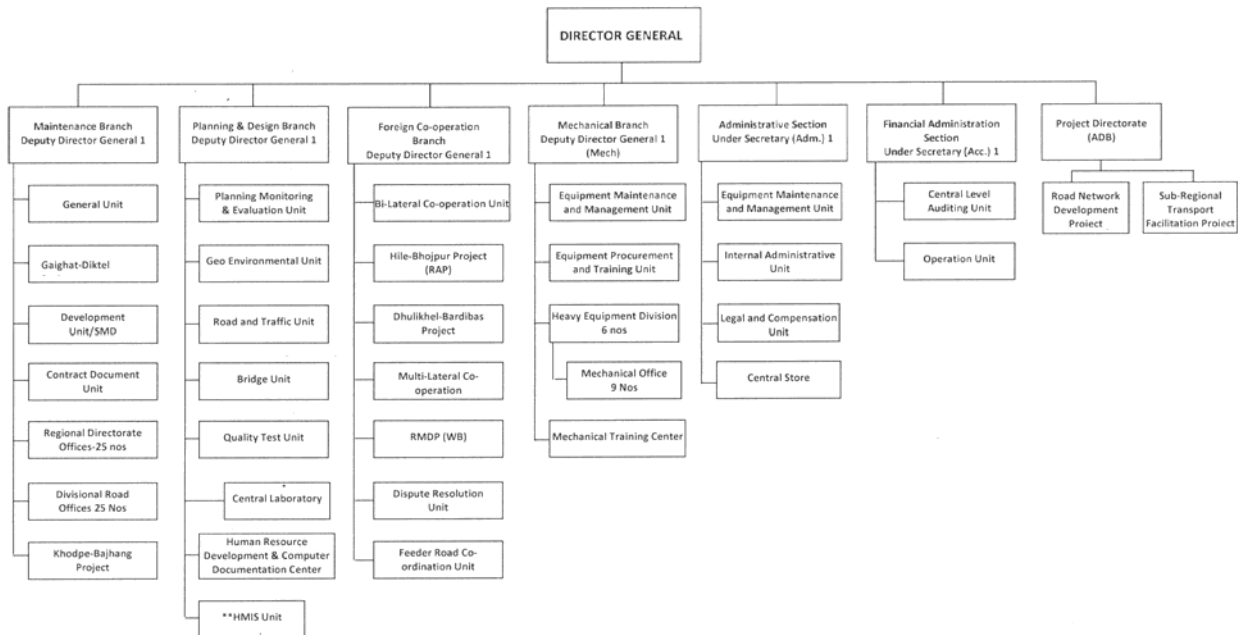 DIRECTOR GENERAL
Maintenance Branch
Deputy Director General 1
General Unit
Gaighat-Diktel
Development
Unit/SMD
Contract Document
Unit
Regional Directorate
Offices-25 nos
Divisional Road
Offices 25 Nos
Khodpe-Bajhang
Project
Planning & Design Branch
Deputy Director General 1
Planning Monitoring
& Evaluation Unit
Geo Environmental Unit
Road and Traffic Unit
Bridge Unit
Quality Test Unit
Central Laboratory
Human Resource
Development & Computer
Documentation Center
**HMIS Unit
Foreign Co-operation
Branch
Deputy Director General 1
Bi-Lateral Co-operation Unit
Hile-Bhojpur Project
(RAP)
Dhulikhel-Bardibas
Project
Multi-Lateral Co-
operation
RMDP (WB)
Dispute Resolution
Unit
Feeder Road Co-
ordination Unit
Mechanical Branch
Deputy Director General 1
(Mech)
Equipment Maintenance
and Management Unit
Equipment Procurement
and Training Unit
Heavy Equipment Division
6 nos
Mechanical Office
9 Nos
Mechanical Training Center
Administrative Section
Under Secretary (Adm.) 1
Equipment Maintenance
and Management Unit
Internal Administrative
Unit
Legal and Compensation
Unit
Central Store
Financial Administration
Section
Under Secretary (Acc.) 1
Central Level
Auditing Unit
Operation Unit
Project Directorate
(ADB)
Road Network
Development
Project
Sub-Regional
Transport
Facilitation Project